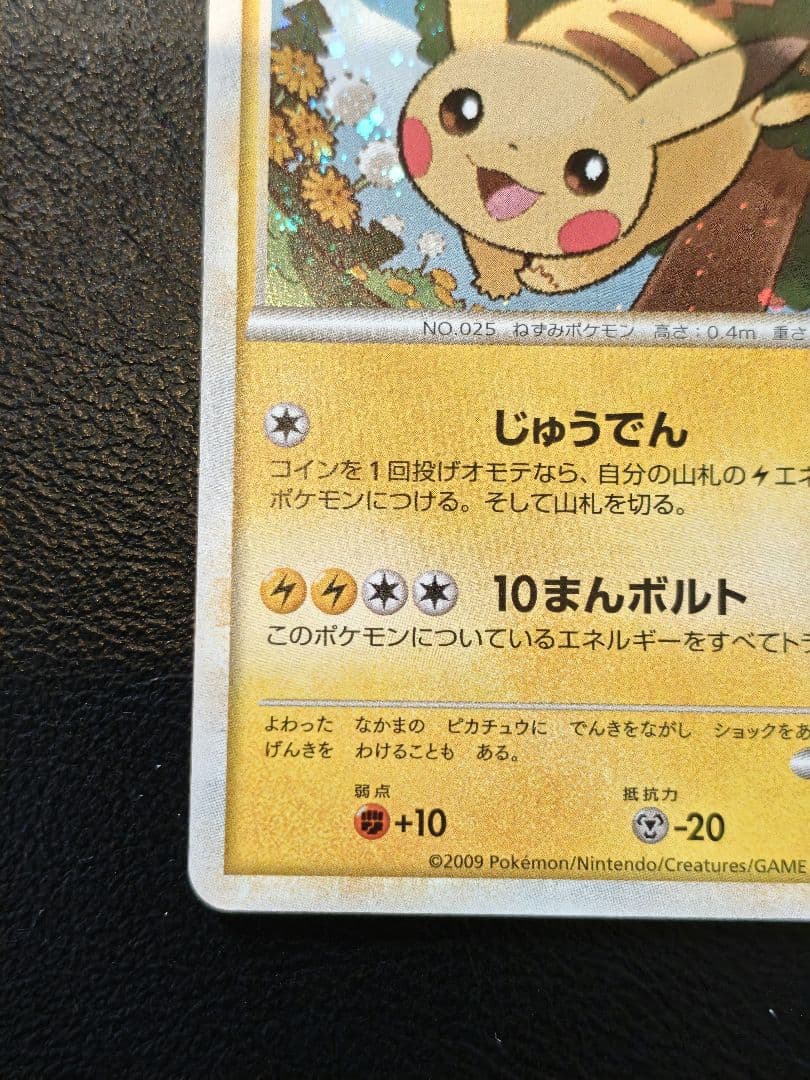 NO.025 ねずみポケモン 高さ:0.4m 重さ
じゅうでん
コインを1回投げオモテなら、自分の山札の エネ
ポケモンにつける。そして山札を切る。
10まんボルト
このポケモンについているエネルギーをすべてト
よわった なかまの ピカチュウに でんきをながし ショックをあ
げんきを わけることも ある。
弱点 抵抗力
+10 -20
©2009 Pokémon/Nintendo/Creatures/GAME